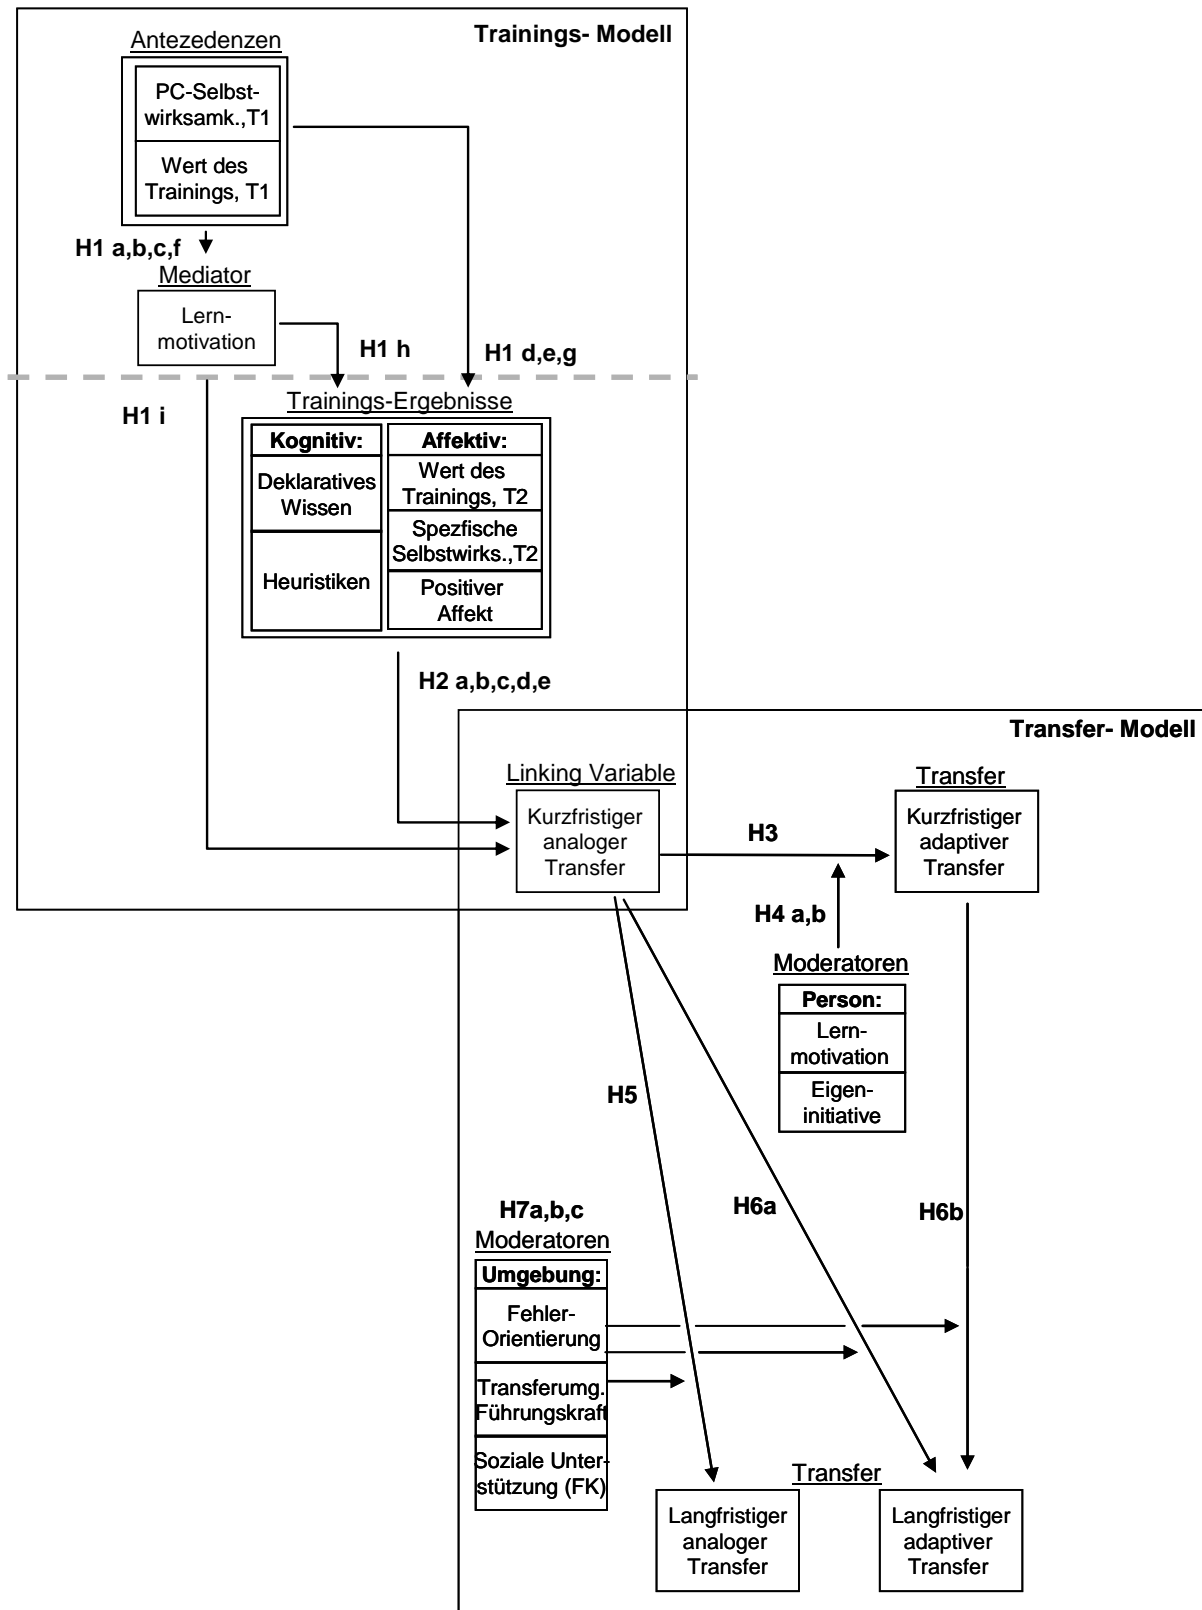 Trainings- Modell
Antezedenzen
PC-Selbst-
wirksamk.,T1
Wert des
Trainings, T1
H1 a,b,c,f
Mediator
Lern-
motivation
H1 h
H1 d,e,g
H1 i
Trainings-Ergebnisse
Kognitiv:
Deklaratives
Wissen
Heuristiken
Affektiv:
Wert des
Trainings, T2
Spezfische
Selbstwirks.,T2
Positiver
Affekt
H2 a,b,c,d,e
Transfer- Modell
Linking Variable
Kurzfristiger
analoger
Transfer
H3
Transfer
Kurzfristiger
adaptiver
Transfer
H4 a,b
Moderatoren
Person:
Lern-
motivation
Eigen-
initiative
H5
H6a
H6b
H7a,b,c
Moderatoren
Umgebung:
Fehler-
Orientierung
Transferumg.
Führungskraft
Soziale Unter-
stützung (FK)
Transfer
Langfristiger
analoger
Transfer
Langfristiger
adaptiver
Transfer